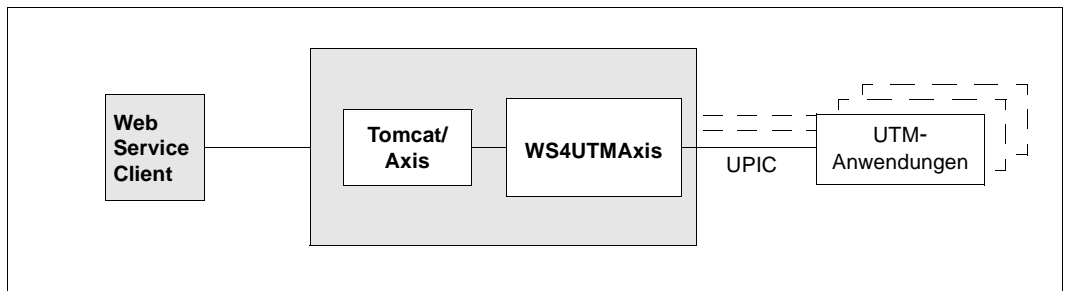 Web
Service
Client
Tomcat/
Axis
WS4UTMAxis
UPIC
UTM-
Anwendungen